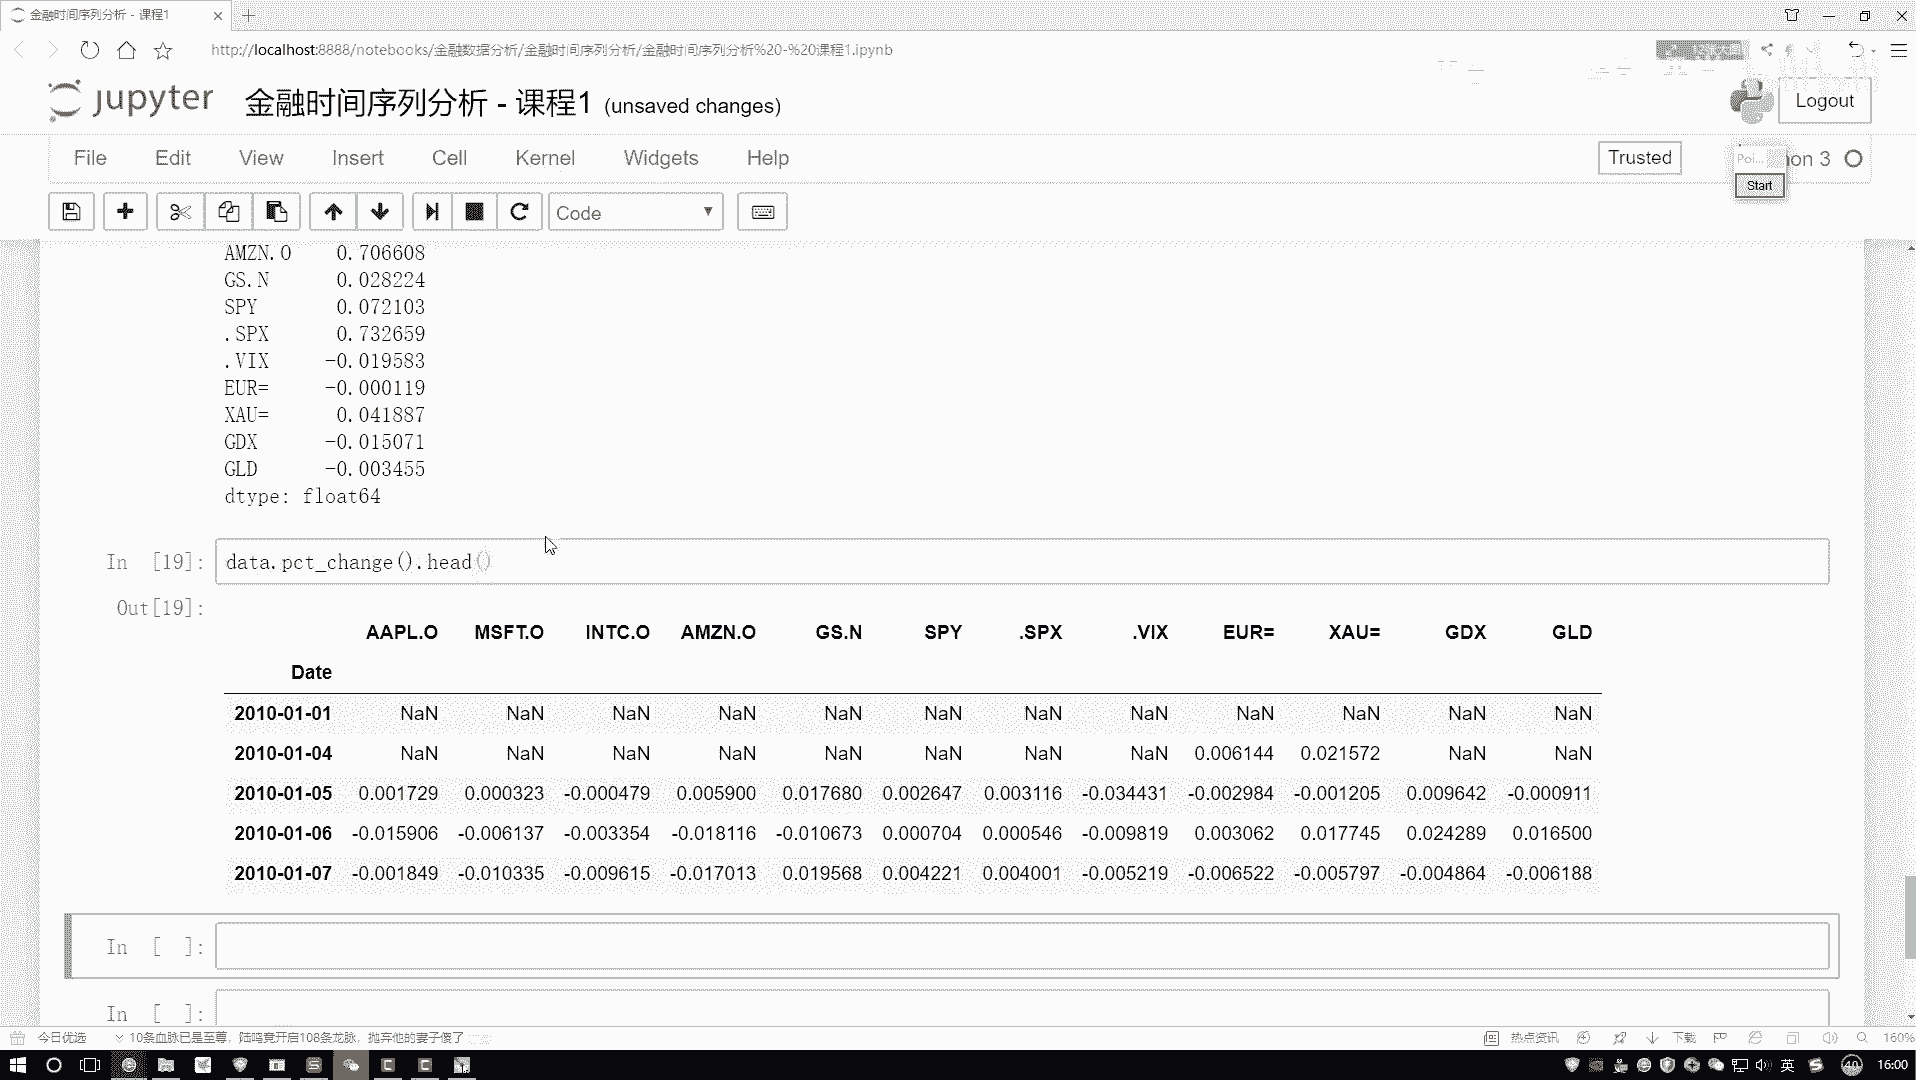 金融时间序列分析 - 课程1
http://localhost:8888/notebooks/金融数据分析/金融时间序列分析/金融时间序列分析%20-%20课程1.ipynb
jupyter 金融时间序列分析 - 课程1 (unsaved changes)
Logout
File Edit View Insert Cell Kernel Widgets Help
Trusted
Poi... on 3
Start
Code
AMZN.O 0.706608
GS.N 0.028224
SPY 0.072103
.SPX 0.732659
.VIX -0.019583
EUR= -0.000119
XAU= 0.041887
GDX -0.015071
GLD -0.003455
dtype: float64
In [19]: data.pct_change().head()
Out[19]:
AAPL.O MSFT.O INTC.O AMZN.O GS.N SPY .SPX .VIX EUR= XAU= GDX GLD
Date
2010-01-01 NaN NaN NaN NaN NaN NaN NaN NaN NaN NaN NaN NaN
2010-01-04 NaN NaN NaN NaN NaN NaN NaN NaN 0.006144 0.021572 NaN NaN
2010-01-05 0.001729 0.000323 -0.000479 0.005900 0.017680 0.002647 0.003116 -0.034431 -0.002984 -0.001205 0.009642 -0.000911
2010-01-06 -0.015906 -0.006137 -0.003354 -0.018116 -0.010673 0.000704 0.000546 -0.009819 0.003062 0.017745 0.024289 0.016500
2010-01-07 -0.001849 -0.010335 -0.009615 -0.017013 0.019568 0.004221 0.004001 -0.005219 -0.006522 -0.005797 -0.004864 -0.006188
In [ ]:
In [ ]:
今日优选 10条血脉已是至尊，陆鸣竟开启108条龙脉，抛弃他的妻子傻了
热点资讯 下载 160%
英 40 16:00